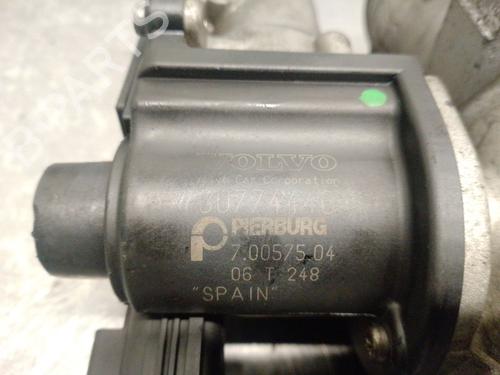 VOLVO
Car Corporation
PIERBURG
7.00575.04
06 T 248
"SPAIN"